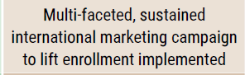 Multi-faceted, sustained
international marketing campaign
to lift enrollment implemented